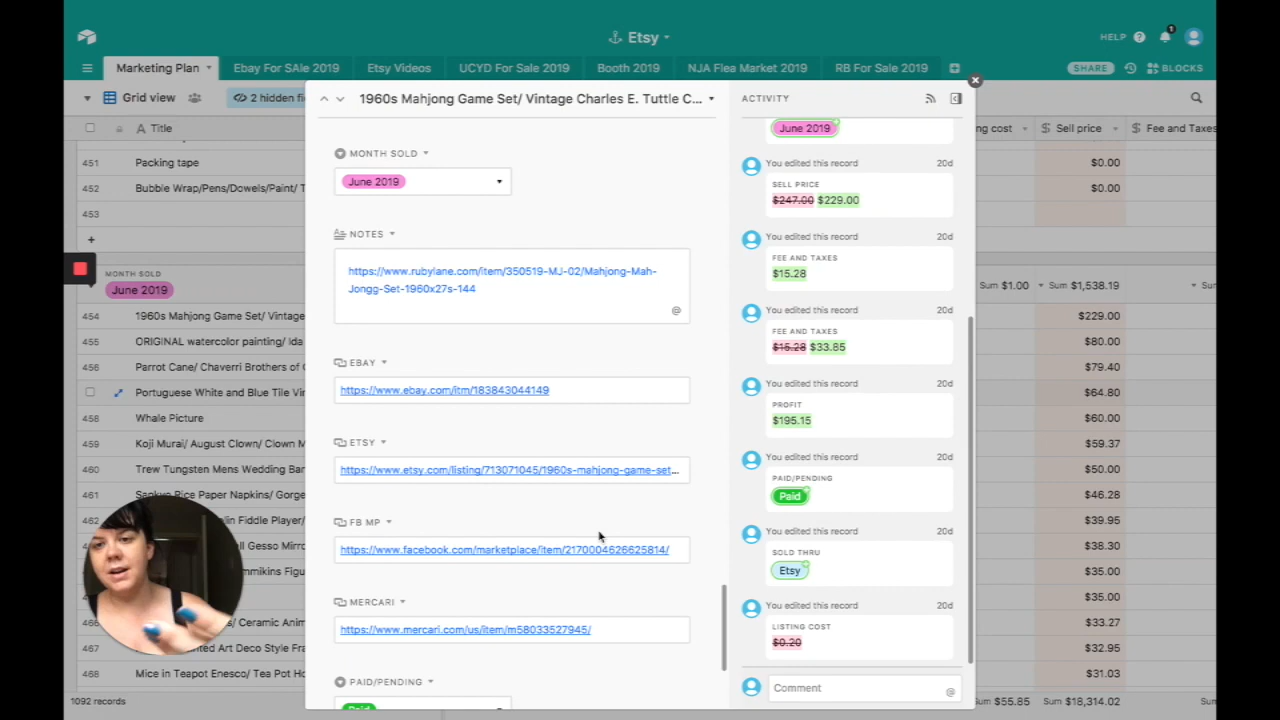 Etsy
HELP
1
Marketing Plan
Ebay For SAle 2019
Etsy Videos
UCYD For Sale 2019
Booth 2019
NJA Flea Market 2019
RB For Sale 2019
SHARE
BLOCKS
Grid view
2 hidden fi
1960s Mahjong Game Set/ Vintage Charles E. Tuttle C...
ACTIVITY
Title
ng cost
$ Sell price
$ Fee and Taxes
451 Packing tape
$0.00
452 Bubble Wrap/Pens/Dowels/Paint/ T
$0.00
453
+
MONTH SOLD
June 2019
Sum $1.00
Sum $1,538.19
454 1960s Mahjong Game Set/ Vintage
$229.00
455 ORIGINAL watercolor painting/ Ida
$80.00
456 Parrot Cane/ Chaverri Brothers of C
$79.40
Portuguese White and Blue Tile Vin
$64.80
458 Whale Picture
$60.00
459 Koji Murai/ August Clown/ Clown M
$59.37
460 Trew Tungsten Mens Wedding Ban
$50.00
461
Rice Paper Napkins/ Gorge
$46.28
462
lin Fiddle Player/
$39.95
Gesso Mirro
$38.30
mmikins Figu
$35.00
$35.00
/ Ceramic Anim
$33.27
467
Art Deco Style Fra
$32.95
468 Mice in Teapot Enesco/ Tea Pot Ho
$31.03
1092 records
Sum $55.85
Sum $18,314.02
MONTH SOLD
June 2019
NOTES
https://www.rubylane.com/item/350519-MJ-02/Mahjong-Mah-
Jongg-Set-1960x27s-144
@
EBAY
https://www.ebay.com/itm/183843044149
ETSY
https://www.etsy.com/listing/713071045/1960s-mahjong-game-set...
FB MP
https://www.facebook.com/marketplace/item/2170004626625814/
MERCARI
https://www.mercari.com/us/item/m58033527945/
PAID/PENDING
Paid
June 2019
You edited this record 20d
SELL PRICE
$247.00 $229.00
You edited this record 20d
FEE AND TAXES
$15.28
You edited this record 20d
FEE AND TAXES
$15.28 $33.85
You edited this record 20d
PROFIT
$195.15
You edited this record 20d
PAID/PENDING
Paid
You edited this record 20d
SOLD THRU
Etsy
You edited this record 20d
LISTING COST
$0.20
Comment
@